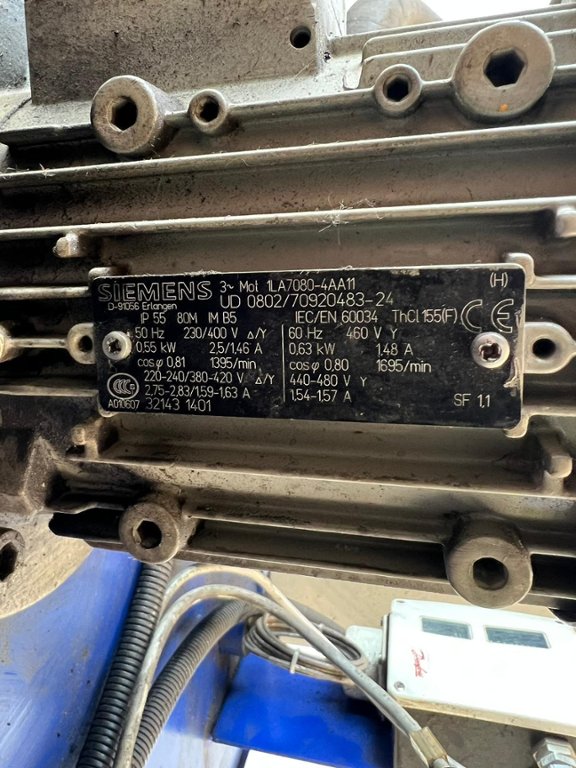 SIEMENS 3~ Mot 1LA7080-4AA11 (H)
D-91056 Erlangen UD 0802/70920483-24
IP 55 80M IM B5 IEC/EN 60034 ThCl.155(F) CE
50 Hz 230/400 V Δ/Y 60 Hz 460 V Y
0,55 kW 2,5/1,46 A 0,63 kW 1,48 A
cosφ 0,81 1395/min cosφ 0,80 1695/min
220-240/380-420 V Δ/Y 440-480 V Y
2,75-2,83/1,59-1,63 A 1,54-1,57 A SF 1,1
CCC
A010607 32143 1401